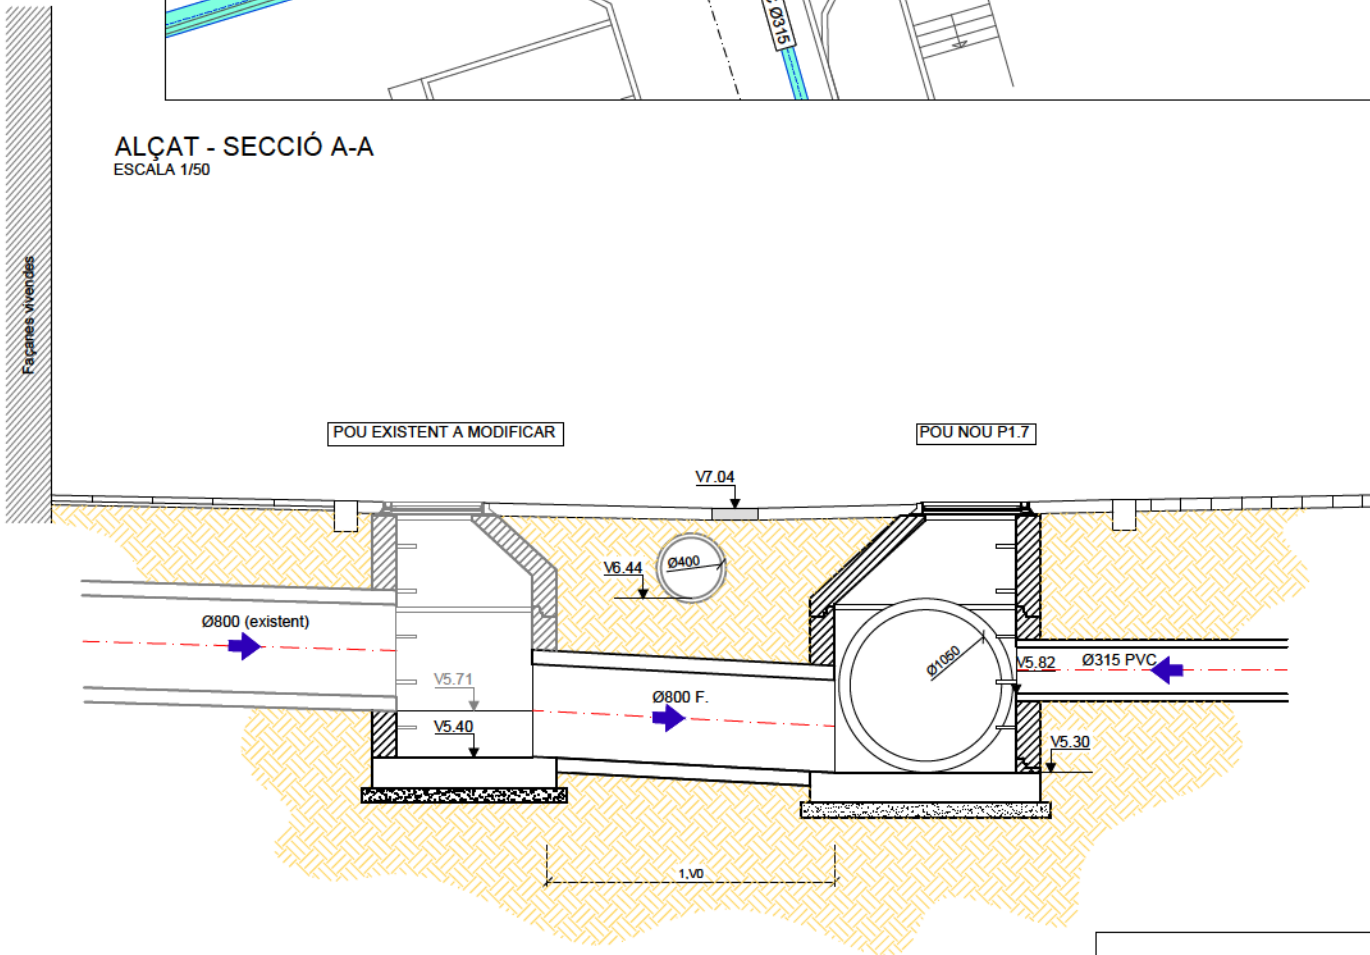 Ø315
ALÇAT - SECCIÓ A-A
ESCALA 1/50
Façanes vivendes
POU EXISTENT A MODIFICAR
POU NOU P1.7
V7.04
V6.44
Ø400
Ø800 (existent)
Ø1050
V5.82
Ø315 PVC
V5.71
Ø800 F.
V5.40
V5.30
1,V0